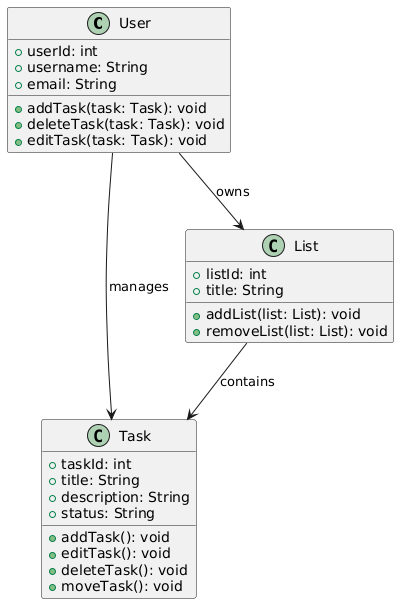 C User
userId: int
username: String
email: String
addTask(task: Task): void
deleteTask(task: Task): void
editTask(task: Task): void
owns
C List
listId: int
title: String
addList(list: List): void
removeList(list: List): void
manages
contains
C Task
taskId: int
title: String
description: String
status: String
addTask(): void
editTask(): void
deleteTask(): void
moveTask(): void